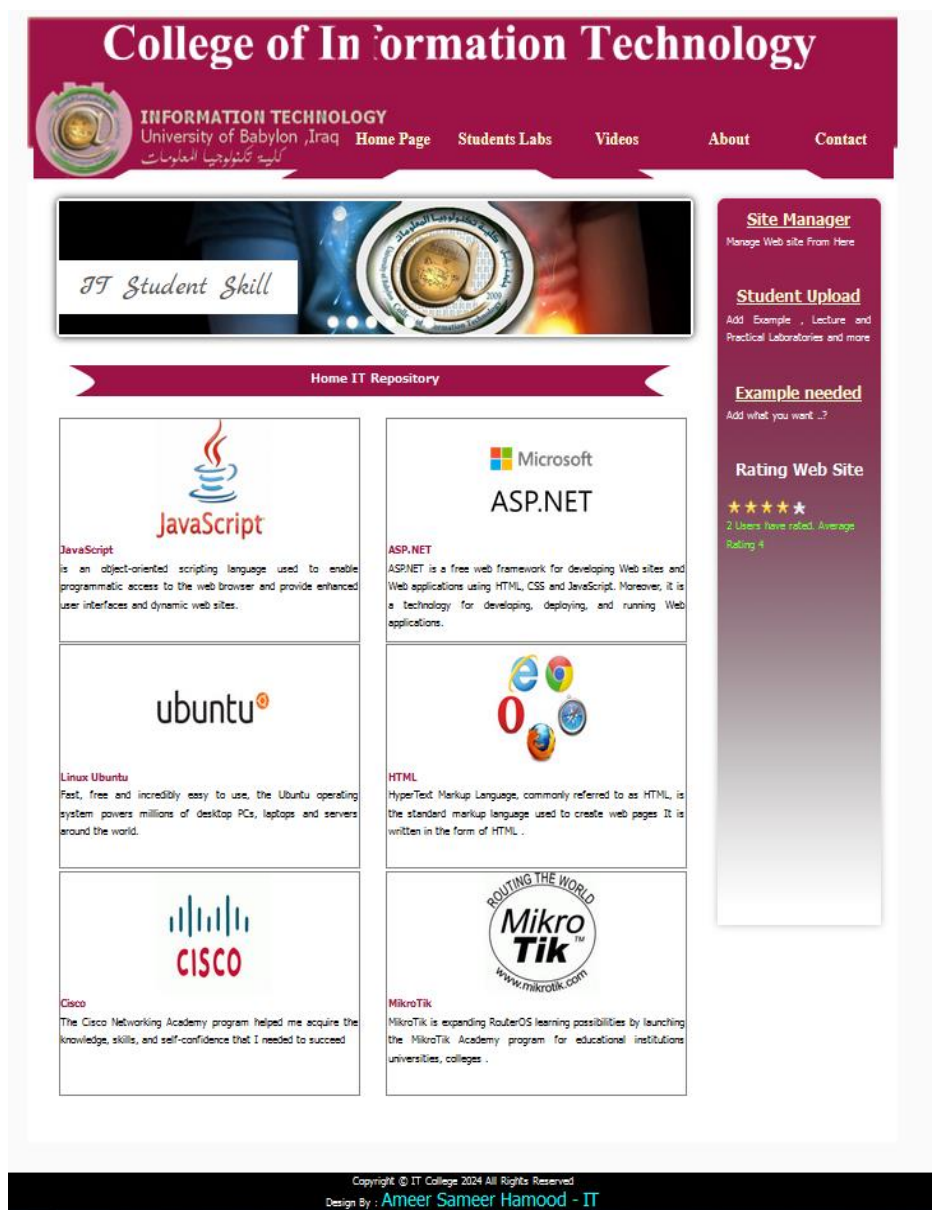 College of Information Technology
INFORMATION TECHNOLOGY
University of Babylon ,Iraq
كلية تكنولوجيا المعلومات
Home Page Students Labs Videos About Contact
IT Student Skill
2009
Home IT Repository
JavaScript
JavaScript
is an object-oriented scripting language used to enable
programmatic access to the web browser and provide enhanced
user interfaces and dynamic web sites.
Microsoft
ASP.NET
ASP.NET
ASP.NET is a free web framework for developing Web sites and
Web applications using HTML, CSS and JavaScript. Moreover, it is
a technology for developing, deploying, and running Web
applications.
ubuntu
Linux Ubuntu
Fast, free and incredibly easy to use, the Ubuntu operating
system powers millions of desktop PCs, laptops and servers
around the world.
HTML
HyperText Markup Language, commonly referred to as HTML, is
the standard markup language used to create web pages It is
written in the form of HTML .
CISCO
Cisco
The Cisco Networking Academy program helped me acquire the
knowledge, skills, and self-confidence that I needed to succeed
ROUTING THE WORLD
Mikro
Tik ™
www.mikrotik.com
MikroTik
MikroTik is expanding RouterOS learning possibilities by launching
the MikroTik Academy program for educational institutions
universities, colleges .
Site Manager
Manage Web site From Here
Student Upload
Add Example , Lecture and
Practical Laboratories and more
Example needed
Add what you want ..?
Rating Web Site
2 Users have rated. Average
Rating 4
Copyright © IT College 2024 All Rights Reserved
Design By : Ameer Sameer Hamood - IT